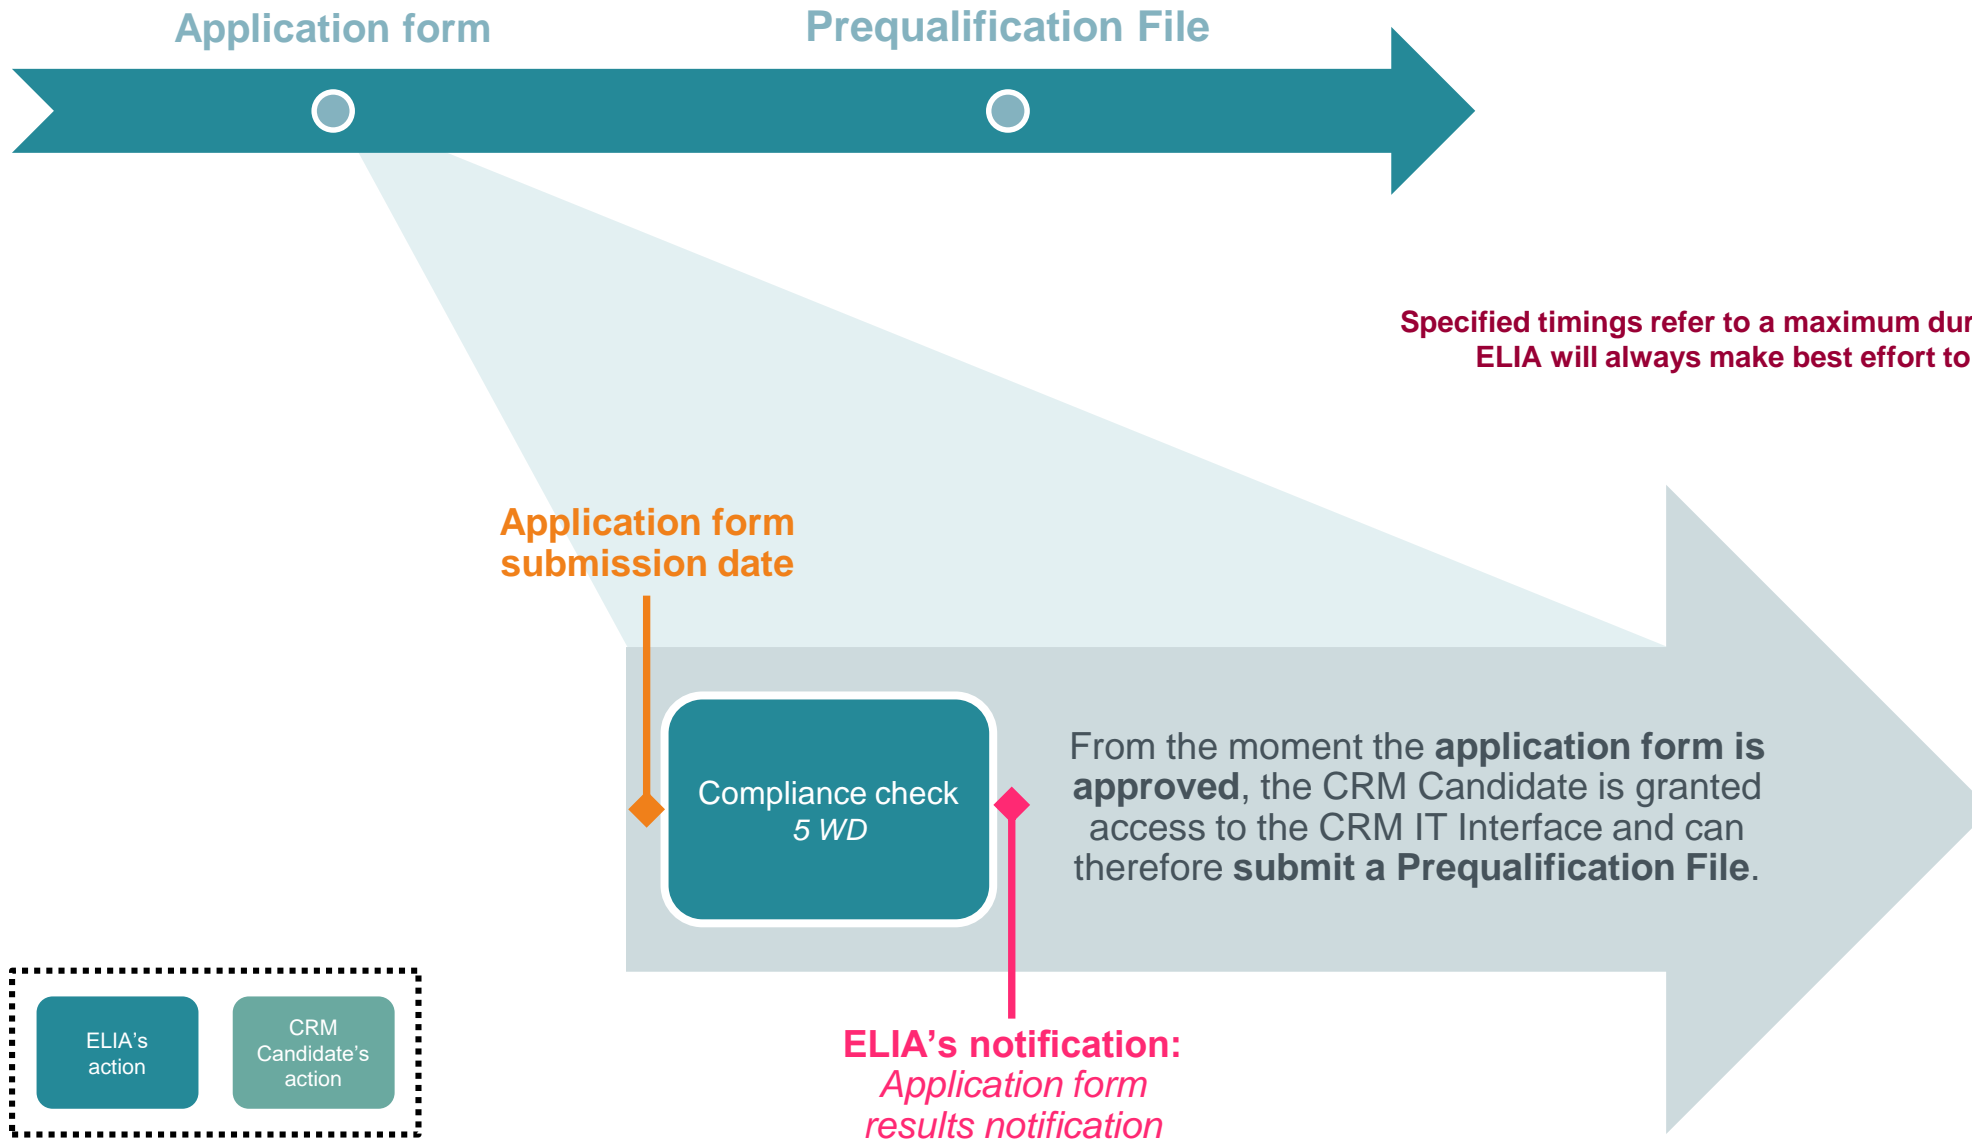 Application form
Prequalification File
Specified timings refer to a maximum
ELIA will always make best effort to
Application form
submission date
Compliance check
5 WD
From the moment the application form is
approved, the CRM Candidate is granted
access to the CRM IT Interface and can
therefore submit a Prequalification File.
ELIA’s
action
CRM
Candidate’s
action
ELIA’s notification:
Application form
results notification